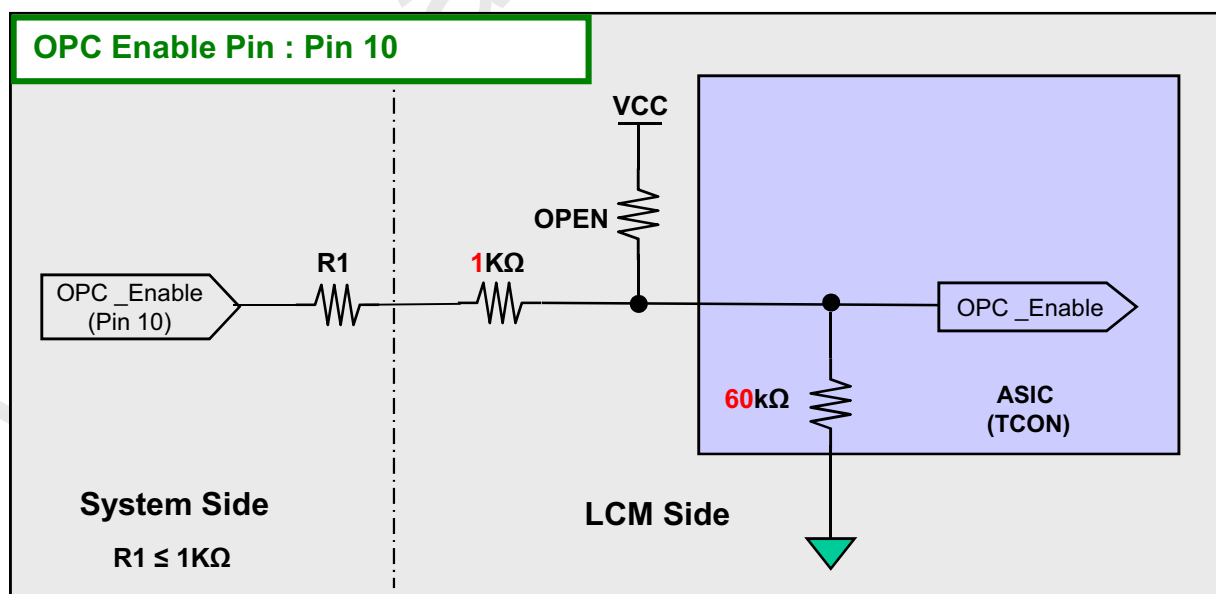 OPC Enable Pin : Pin 10
VCC
OPEN
R1
1KΩ
OPC _Enable
(Pin 10)
OPC _Enable
60kΩ
ASIC
(TCON)
System Side
LCM Side
R1 ≤ 1KΩ